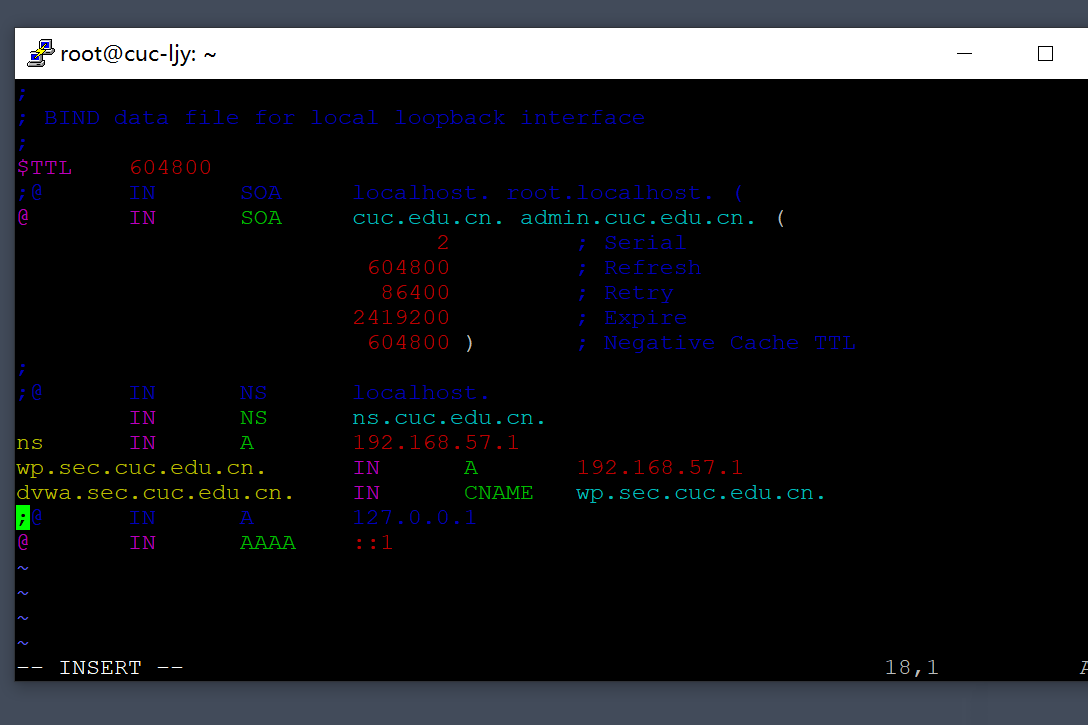 root@cuc-ljy: ~
;
; BIND data file for local loopback interface
;
$TTL 604800
;@ IN SOA localhost. root.localhost. (
@ IN SOA cuc.edu.cn. admin.cuc.edu.cn. (
2 ; Serial
604800 ; Refresh
86400 ; Retry
2419200 ; Expire
604800 ) ; Negative Cache TTL
;
;@ IN NS localhost.
IN NS ns.cuc.edu.cn.
ns IN A 192.168.57.1
wp.sec.cuc.edu.cn. IN A 192.168.57.1
dvwa.sec.cuc.edu.cn. IN CNAME wp.sec.cuc.edu.cn.
;@ IN A 127.0.0.1
@ IN AAAA ::1
~
~
~
~
-- INSERT -- 18,1